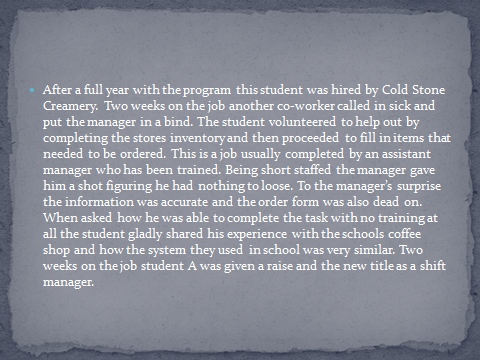 After a full year with the program this student was hired by Cold Stone
Creamery. Two weeks on the job another co-worker called in sick and
put the manager in a bind. The student volunteered to help out by
completing the stores inventory and then proceeded to fill in items that
needed to be ordered. This is a job usually completed by an assistant
manager who has been trained. Being short staffed the manager gave
him a shot figuring he had nothing to loose. To the manager's surprise
the information was accurate and the order form was also dead on.
When asked how he was able to complete the task with no training at
all the student gladly shared his experience with the schools coffee
shop and how the system they used in school was very similar. Two
weeks on the job student A was given a raise and the new title as a shift
manager.